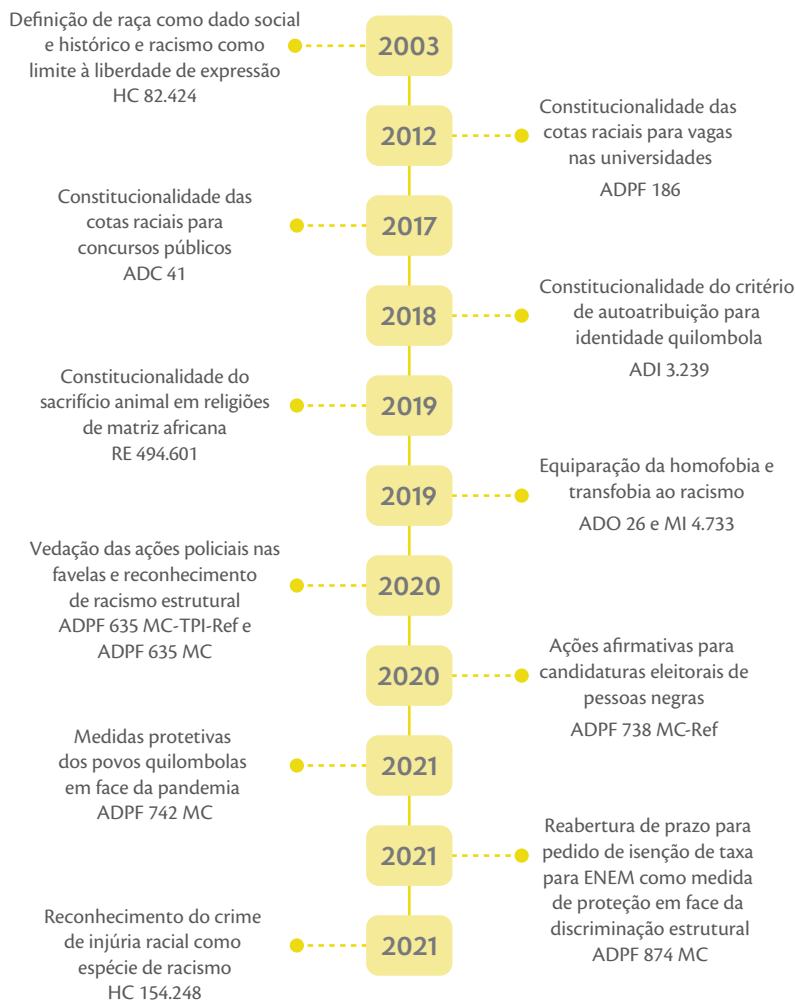 Definição de raça como dado social
e histórico e racismo como
limite à liberdade de expressão
HC 82.424
2003
2012
Constitucionalidade das
cotas raciais para vagas
nas universidades
ADPF 186
Constitucionalidade das
cotas raciais para
concursos públicos
ADC 41
2017
2018
Constitucionalidade do critério
de autoatribuição para
identidade quilombola
ADI 3.239
Constitucionalidade do
sacrifício animal em religiões
de matriz africana
RE 494.601
2019
2019
Equiparação da homofobia e
transfobia ao racismo
ADO 26 e MI 4.733
Vedação das ações policiais nas
favelas e reconhecimento
de racismo estrutural
ADPF 635 MC-TPI-Ref e
ADPF 635 MC
2020
2020
Ações afirmativas para
candidaturas eleitorais de
pessoas negras
ADPF 738 MC-Ref
Medidas protetivas
dos povos quilombolas
em face da pandemia
ADPF 742 MC
2021
2021
Reabertura de prazo para
pedido de isenção de taxa
para ENEM como medida
de proteção em face da
discriminação estrutural
ADPF 874 MC
Reconhecimento do crime
de injúria racial como
espécie de racismo
HC 154.248
2021